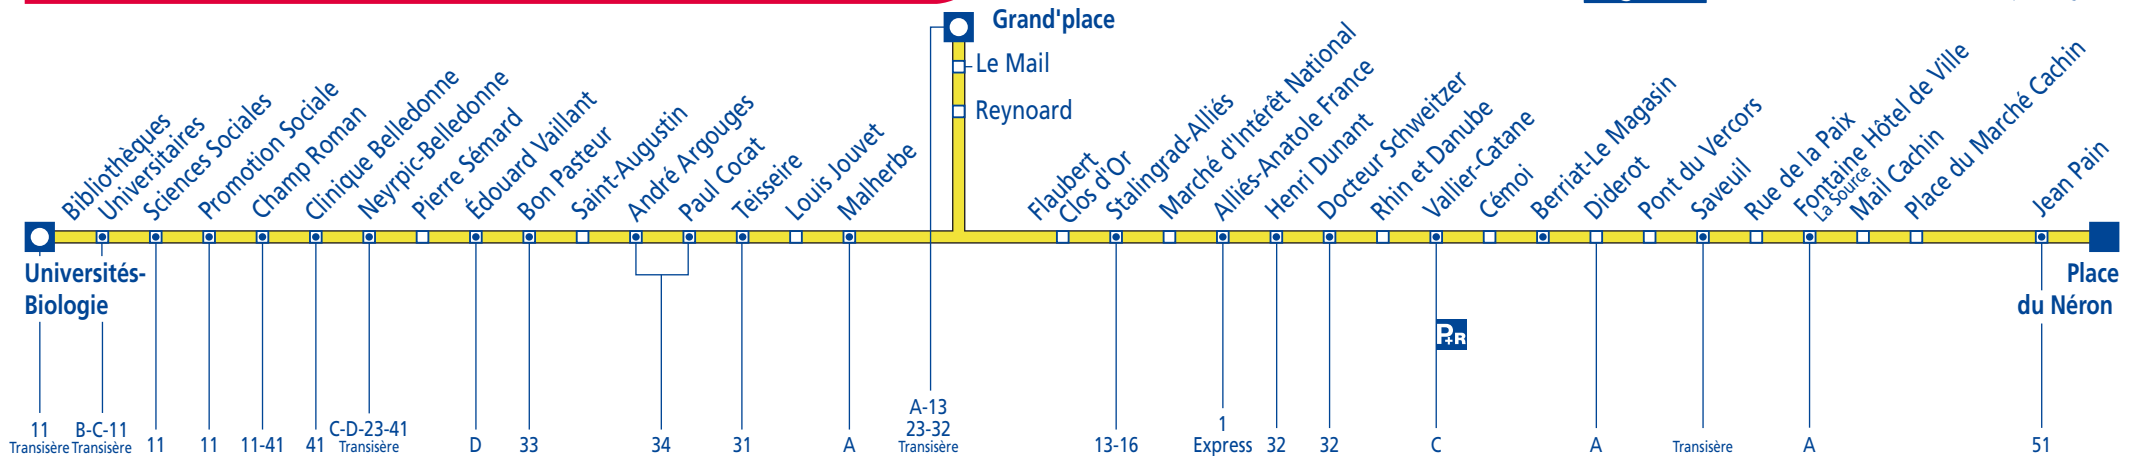 Grand'place
Le Mail
Reynoard
Universités-
Biologie
Bibliothèques
Universitaires
Sciences Sociales
Promotion Sociale
Champ Roman
Clinique Belledonne
Neyrpic-Belledonne
Pierre Sémard
Édouard Vaillant
Bon Pasteur
Saint-Augustin
André Argouges
Paul Cocat
Teisseire
Louis Jouvet
Malherbe
Flaubert
Clos d'Or
Stalingrad-Alliés
Marché d'Intérêt National
Alliés-Anatole France
Henri Dunant
Docteur Schweitzer
Rhin et Danube
Vallier-Catane
Cémoi
Berriat-Le Magasin
Diderot
Pont du Vercors
Saveuil
Rue de la Paix
Fontaine Hôtel de Ville
La Source
Mail Cachin
Place du Marché Cachin
Jean Pain
Place
du Néron
P+R
11
Transisère
B-C-11
Transisère
11
11
11-41
41
C-D-23-41
Transisère
D
33
34
31
A
A-13
23-32
Transisère
13-16
1
Express
32
32
C
A
Transisère
A
51